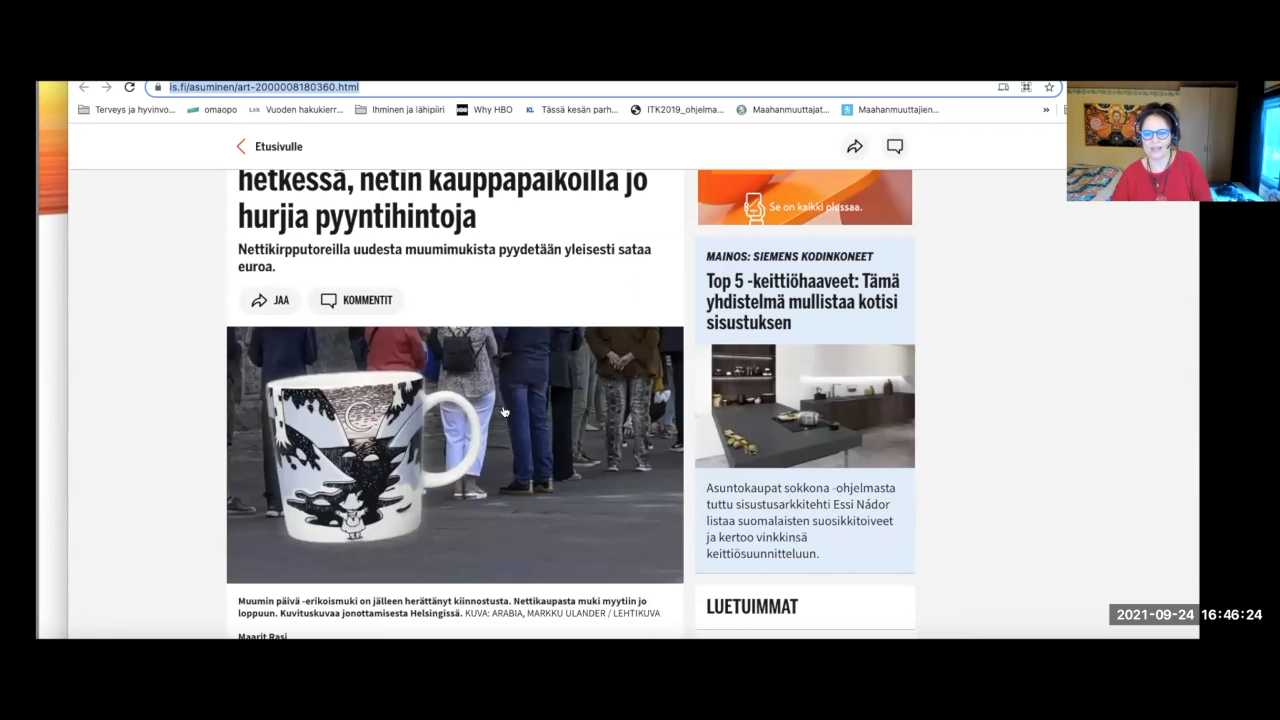 is.fi/asuminen/art-2000008180360.html
Terveys ja hyvinvo... omaopo Vuoden hakukierr... Ihminen ja lähipiiri Why HBO Tässä kesän parh... ITK2019_ohjelma... Maahanmuuttajat... Maahanmuuttajien... »
Etusivulle
hetkessä, netin kauppapaikoilla jo
hurjia pyyntihintoja
Nettikirpputoreilla uudesta muumimukista pyydetään yleisesti sataa
euroa.
JAA KOMMENTIT
Muumin päivä -erikoismuki on jälleen herättänyt kiinnostusta. Nettikaupasta muki myytiin jo
loppuun. Kuvituskuvaa jonottamisesta Helsingissä. KUVA: ARABIA, MARKKU ULANDER / LEHTIKUVA
Maarit Rasi
Se on kaikki plussaa.
MAINOS: SIEMENS KODINKONEET
Top 5 -keittiöhaaveet: Tämä
yhdistelmä mullistaa kotisi
sisustuksen
Asuntokaupat sokkona -ohjelmasta
tuttu sisustusarkkitehti Essi Nádor
listaa suomalaisten suosikkitoiveet
ja kertoo vinkkinsä
keittiösuunnitteluun.
LUETUIMMAT
2021-09-24 16:46:24